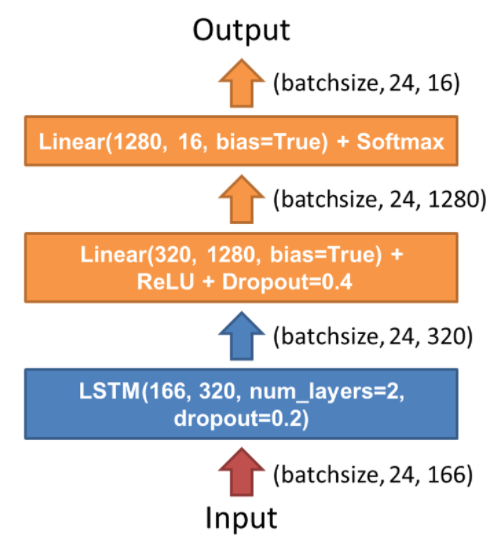 Output
(batchsize, 24, 16)
Linear(1280, 16, bias=True) + Softmax
(batchsize, 24, 1280)
Linear(320, 1280, bias=True) +
ReLU + Dropout=0.4
(batchsize, 24, 320)
LSTM(166, 320, num_layers=2,
dropout=0.2)
(batchsize, 24, 166)
Input